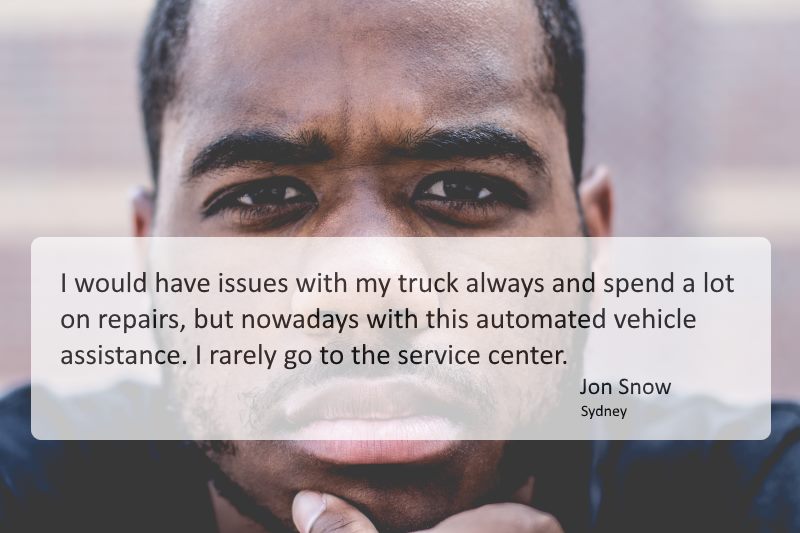 I would have issues with my truck always and spend a lot
on repairs, but nowadays with this automated vehicle
assistance. I rarely go to the service center.
Jon Snow
Sydney